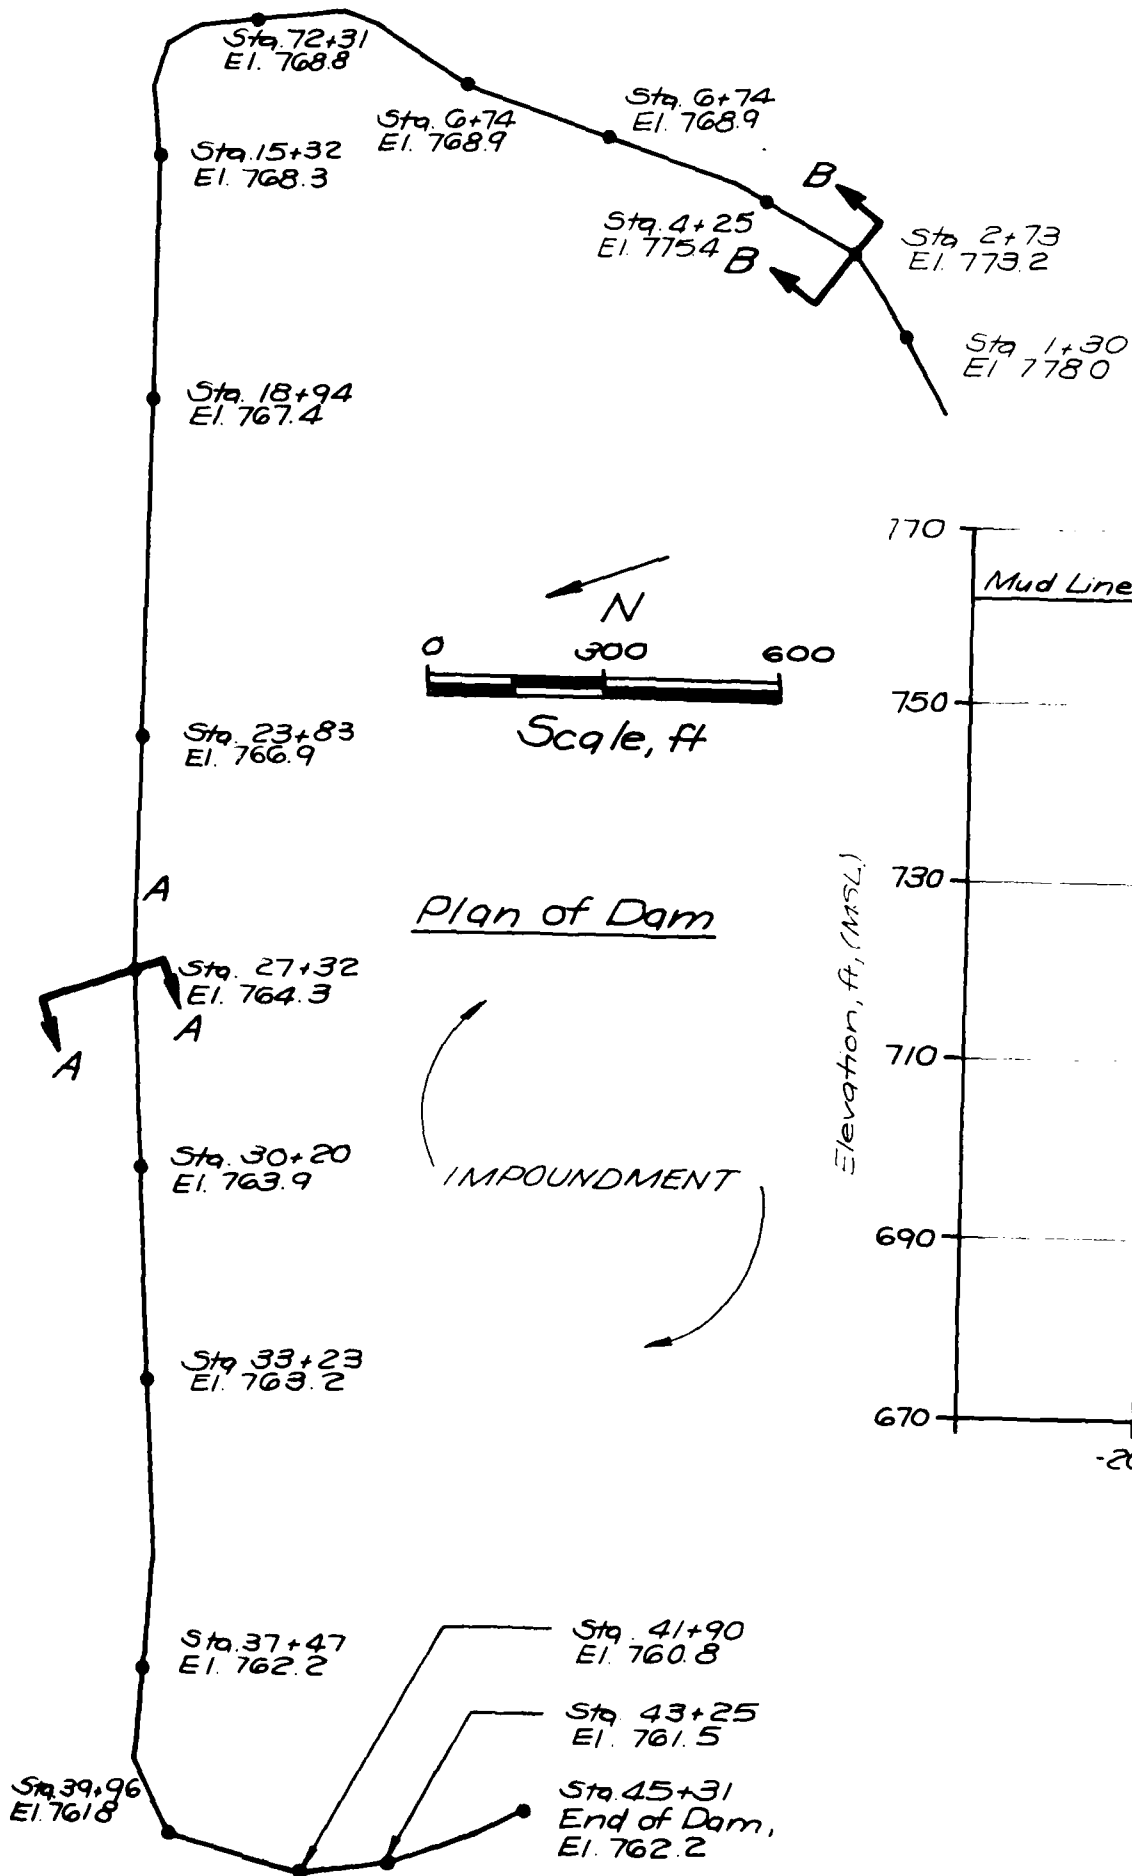 Sta. 72+31
El. 768.8
Sta. 6+74
El. 768.9
Sta. 6+74
El. 768.9
Sta. 15+32
El. 768.3
B
Sta. 4+25
El. 775.4
B
Sta 2+73
El. 773.2
Sta 1+30
El 778.0
Sta. 18+94
El. 767.4
N
0 300 600
Scale, ft
Sta. 23+83
El. 766.9
A
Plan of Dam
Sta. 27+32
El. 764.3
A
A
Sta. 30+20
El. 763.9
IMPOUNDMENT
Sta 33+23
El. 763.2
Sta. 37+47
El. 762.2
Sta. 41+90
El. 760.8
Sta. 43+25
El. 761.5
Sta. 39+96
El. 761.8
Sta. 45+31
End of Dam,
El. 762.2
770
Mud Line
750
730
Elevation, ft, (MSL)
710
690
670